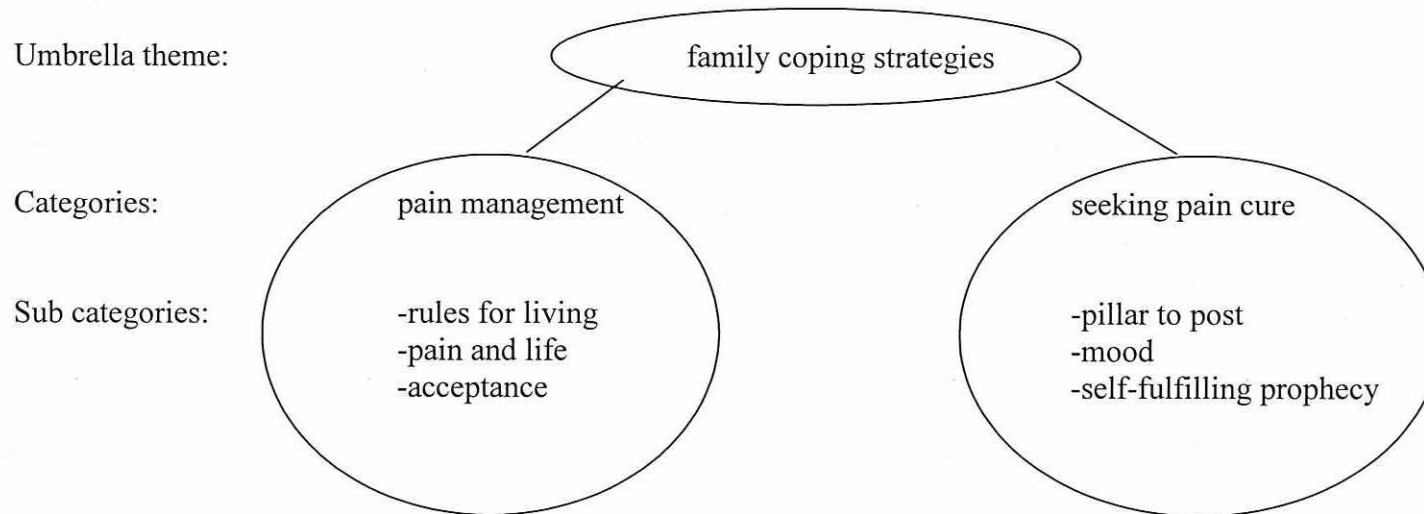 Umbrella theme: family coping strategies
Categories: pain management seeking pain cure
Sub categories: -rules for living -pillar to post
-pain and life -mood
-acceptance -self-fulfilling prophecy